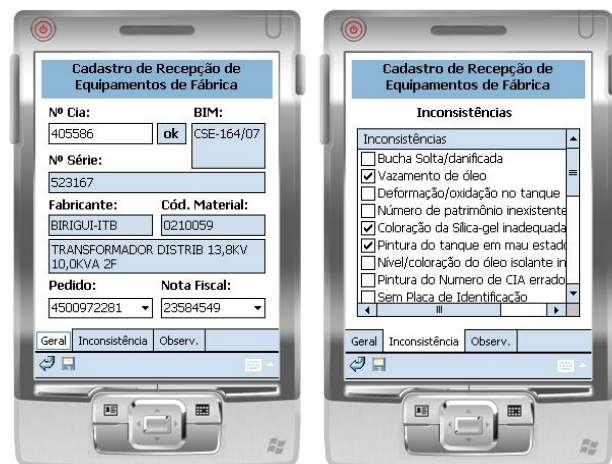 Cadastro de Recepção de
Equipamentos de Fábrica
Nº Cia:
BIM:
405586
ok
CSE-164/07
Nº Série:
523167
Fabricante:
Cód. Material:
BIRIGUI-ITB
0210059
TRANSFORMADOR DISTRIB 13,8KV
10,0KVA 2F
Pedido:
Nota Fiscal:
4500972281
23584549
Geral
Inconsistência
Observ.
Cadastro de Recepção de
Equipamentos de Fábrica
Inconsistências
Inconsistências
Bucha Solta/danificada
Vazamento de óleo
Deformação/oxidação no tanque
Número de patrimônio inexistente
Coloração da Sílica-gel inadequada
Pintura do tanque em mau estado
Nível/coloração do óleo isolante in
Pintura do Numero de CIA errado
Sem Placa de Identificação
Geral
Inconsistência
Observ.